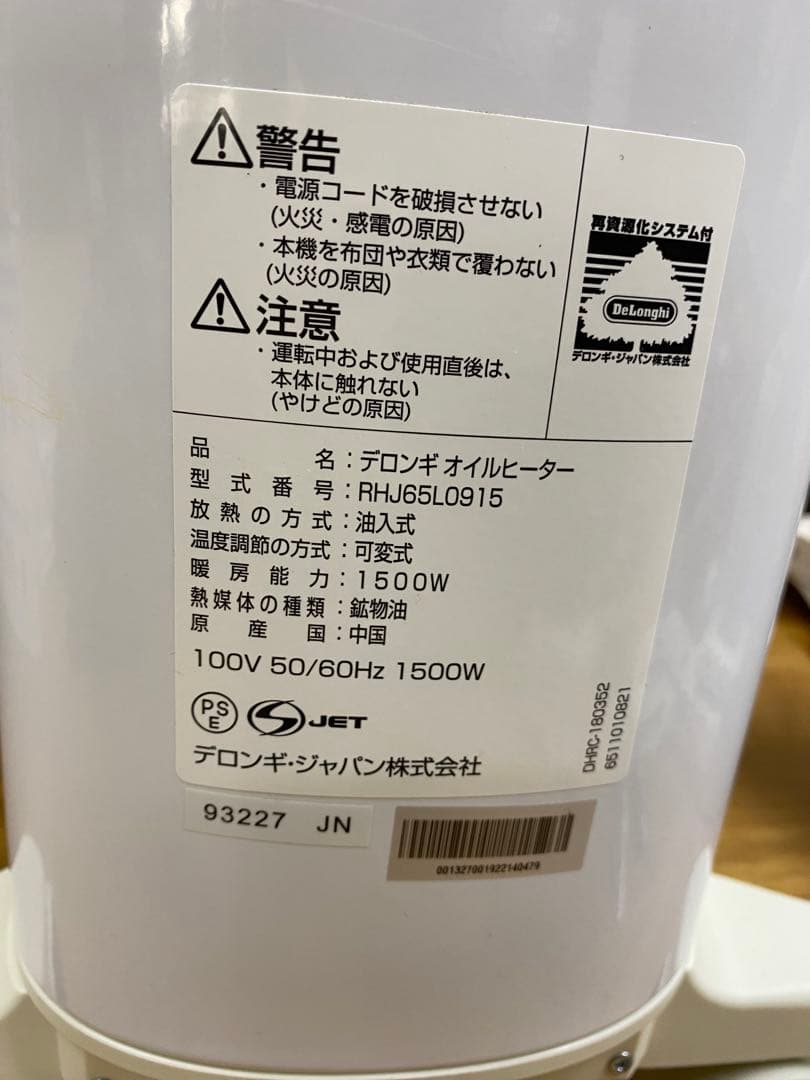 警告
・電源コードを破損させない
(火災・感電の原因)
・本機を布団や衣類で覆わない
(火災の原因)
注意
・運転中および使用直後は、
本体に触れない
(やけどの原因)
再資源化システム付
DeLonghi
デロンギ・ジャパン株式会社
品名：デロンギ オイルヒーター
型式番号：RHJ65L0915
放熱の方式：油入式
温度調節の方式：可変式
暖房能力：1500W
熱媒体の種類：鉱物油
原産国：中国
100V 50/60Hz 1500W
PS
E
JET
デロンギ・ジャパン株式会社
DHRC-180352
6511010821
93227 JN
001327001922140479